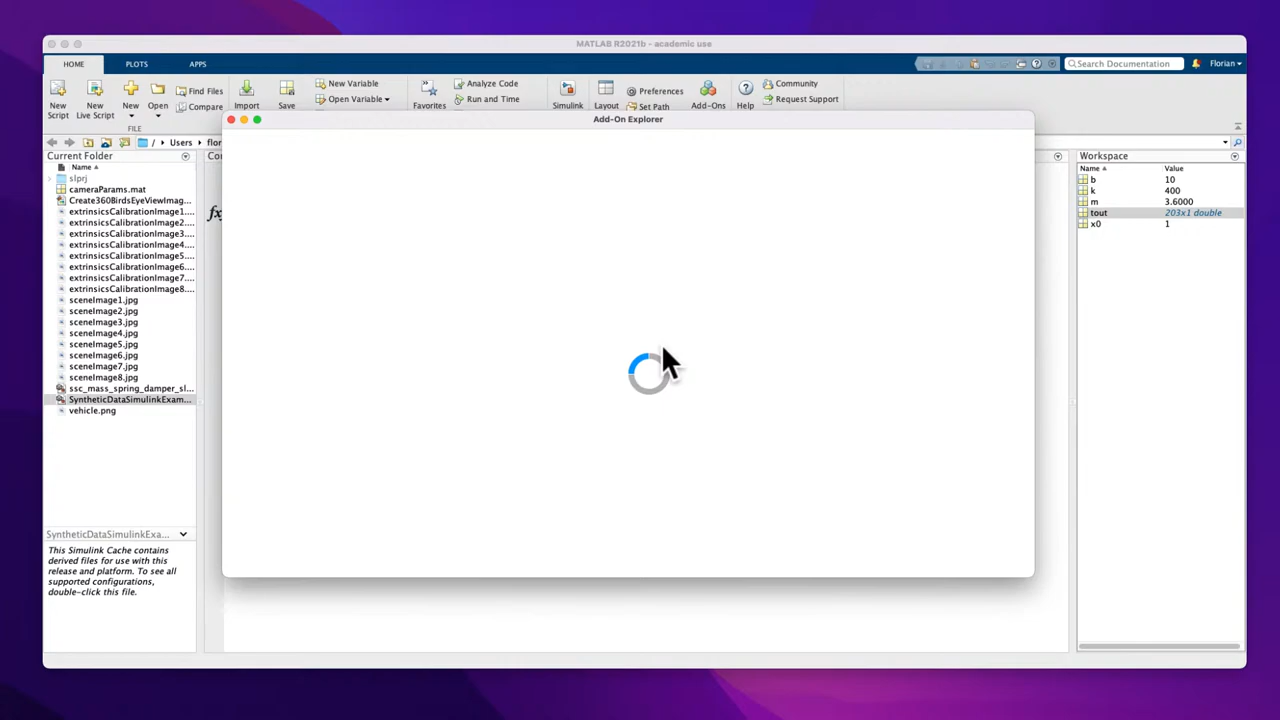 MATLAB R2021b - academic use
HOME
PLOTS
APPS
Search Documentation
Florian
New Script
New Live Script
New
Open
Find Files
Compare
FILE
Import
Save
New Variable
Open Variable
Favorites
Analyze Code
Run and Time
Simulink
Layout
Preferences
Set Path
Add-Ons
Help
Community
Request Support
Add-On Explorer
/ ▸ Users ▸ flor
Current Folder
Name
slprj
cameraParams.mat
Create360BirdsEyeViewImag...
extrinsicsCalibrationImage1....
extrinsicsCalibrationImage2....
extrinsicsCalibrationImage3....
extrinsicsCalibrationImage4....
extrinsicsCalibrationImage5....
extrinsicsCalibrationImage6....
extrinsicsCalibrationImage7....
extrinsicsCalibrationImage8....
sceneImage1.jpg
sceneImage2.jpg
sceneImage3.jpg
sceneImage4.jpg
sceneImage5.jpg
sceneImage6.jpg
sceneImage7.jpg
sceneImage8.jpg
ssc_mass_spring_damper_sl...
SyntheticDataSimulinkExam...
vehicle.png
SyntheticDataSimulinkExa...
This Simulink Cache contains
derived files for use with this
release and platform. To see all
supported configurations,
double-click this file.
Co
fx
Workspace
Name Value
b 10
k 400
m 3.6000
tout 203x1 double
x0 1